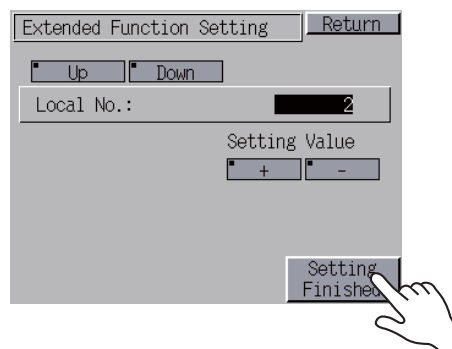 Extended Function Setting Return
Up Down
Local No.: 2
Setting Value
+ -
Setting
Finished